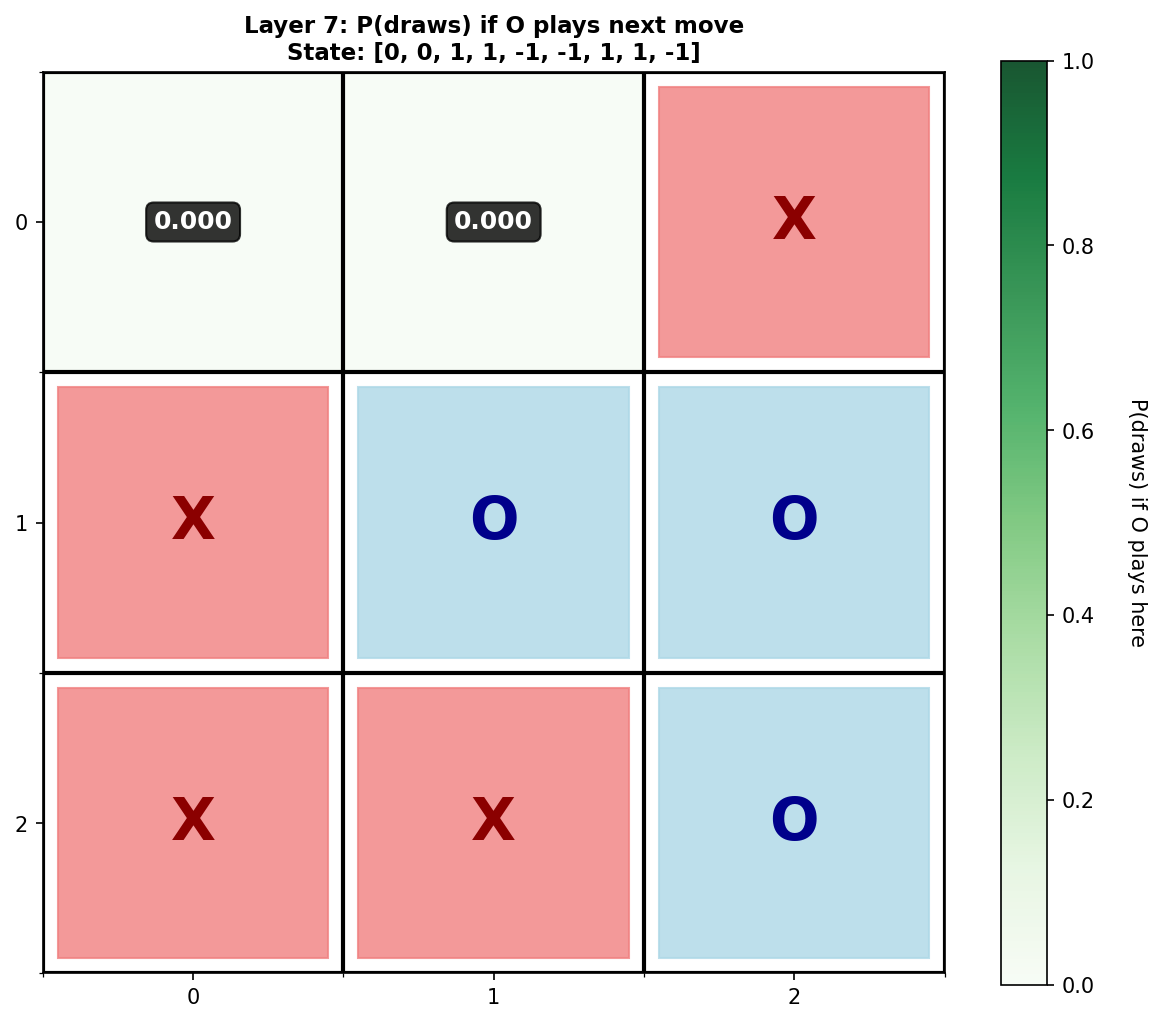 Layer 7: P(draws) if O plays next move
State: [0, 0, 1, 1, -1, -1, 1, 1, -1]
0
0.000
0.000
X
1
X
O
O
2
X
X
O
0
1
2
1.0
0.8
0.6
0.4
0.2
0.0
P(draws) if O plays here